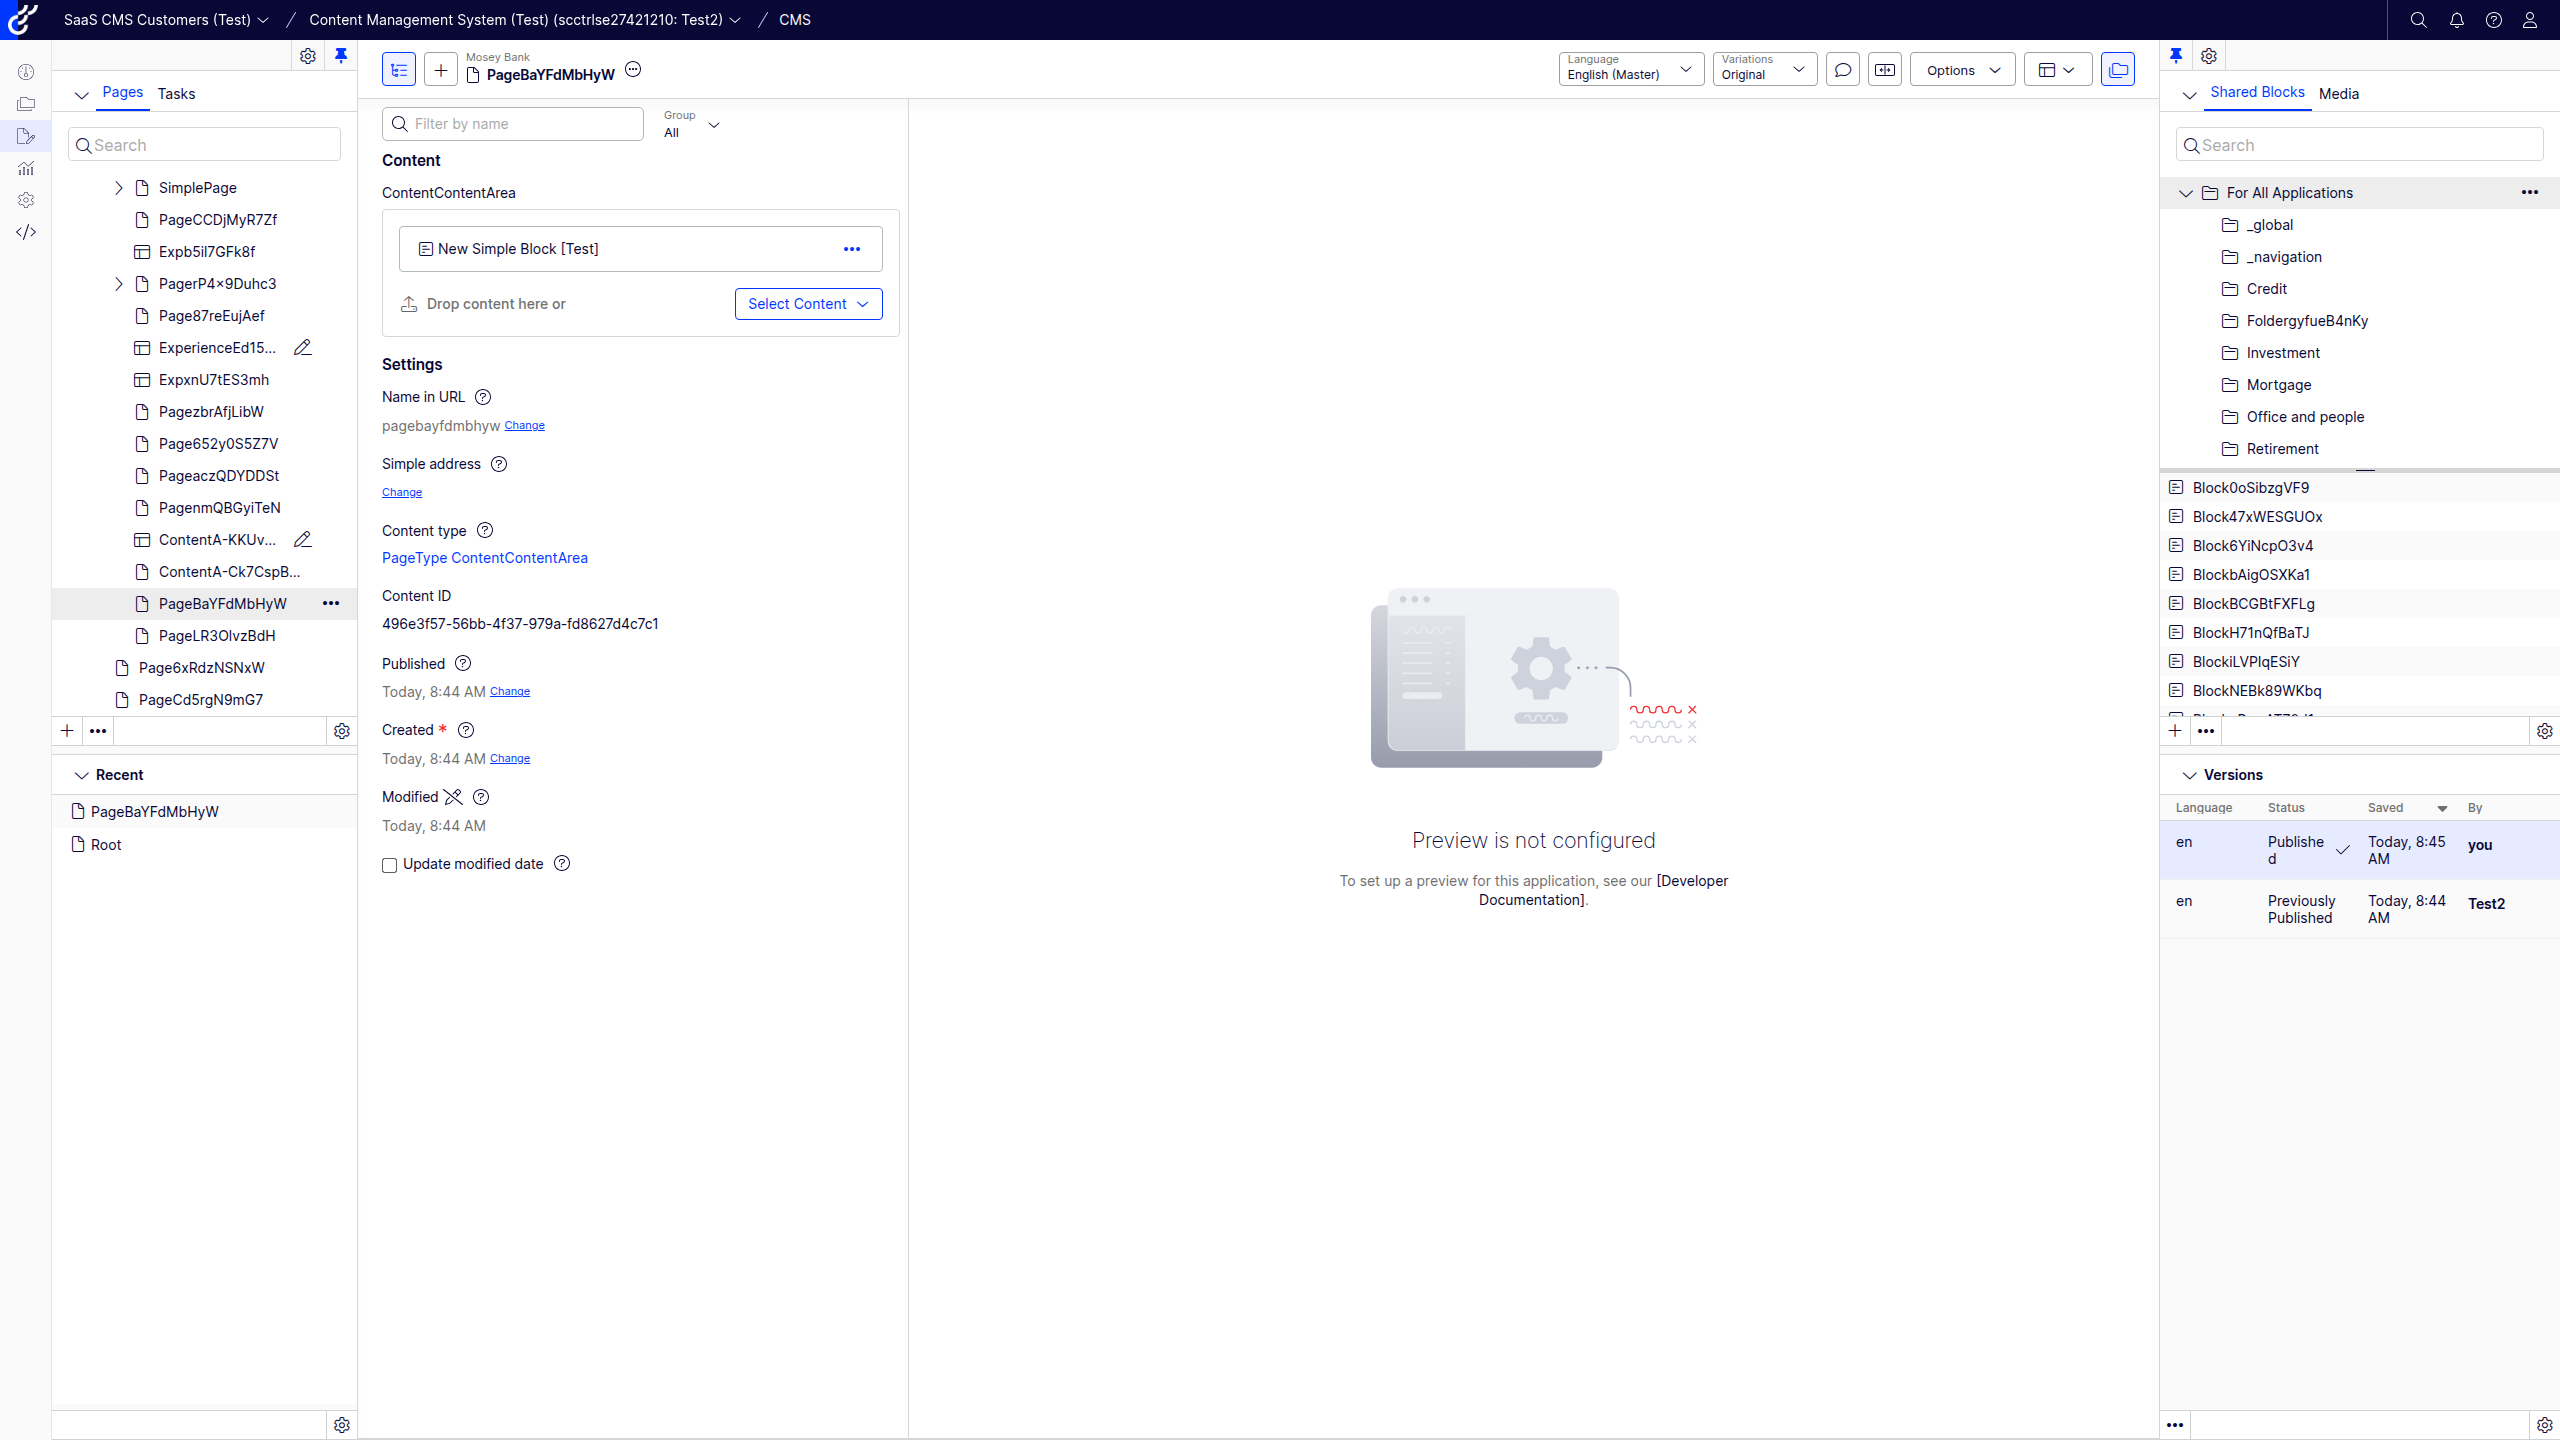 SaaS CMS Customers (Test)
Content Management System (Test) (scctrlse27421210: Test2)
CMS
Pages
Tasks
Search
SimplePage
PageCCDjMyR7Zf
Expb5il7GFk8f
PagerP4×9Duhc3
Page87reEujAef
ExperienceEd15...
ExpxnU7tES3mh
PagezbrAfjLibW
Page652y0S5Z7V
PageaczQDYDDSt
PagenmQBGyiTeN
ContentA-KKUv...
ContentA-Ck7CspB...
PageBaYFdMbHyW
PageLR3OlvzBdH
Page6xRdzNSNxW
PageCd5rgN9mG7
Recent
PageBaYFdMbHyW
Root
Mosey Bank
PageBaYFdMbHyW
Language
English (Master)
Variations
Original
Options
Filter by name
Group
All
Content
ContentContentArea
New Simple Block [Test]
Drop content here or
Select Content
Settings
Name in URL
pagebayfdmbhyw Change
Simple address
Change
Content type
PageType ContentContentArea
Content ID
496e3f57-56bb-4f37-979a-fd8627d4c7c1
Published
Today, 8:44 AM Change
Created *
Today, 8:44 AM Change
Modified
Today, 8:44 AM
Update modified date
Preview is not configured
To set up a preview for this application, see our [Developer
Documentation].
Shared Blocks
Media
Search
For All Applications
_global
_navigation
Credit
FoldergyfueB4nKy
Investment
Mortgage
Office and people
Retirement
Block0oSibzgVF9
Block47xWESGUOx
Block6YiNcpO3v4
BlockbAigOSXKa1
BlockBCGBtFXFLg
BlockH71nQfBaTJ
BlockiLVPlqESiY
BlockNEBk89WKbq
Versions
Language Status Saved By
en Publishe Today, 8:45 you
d AM
en Previously Today, 8:44 Test2
Published AM